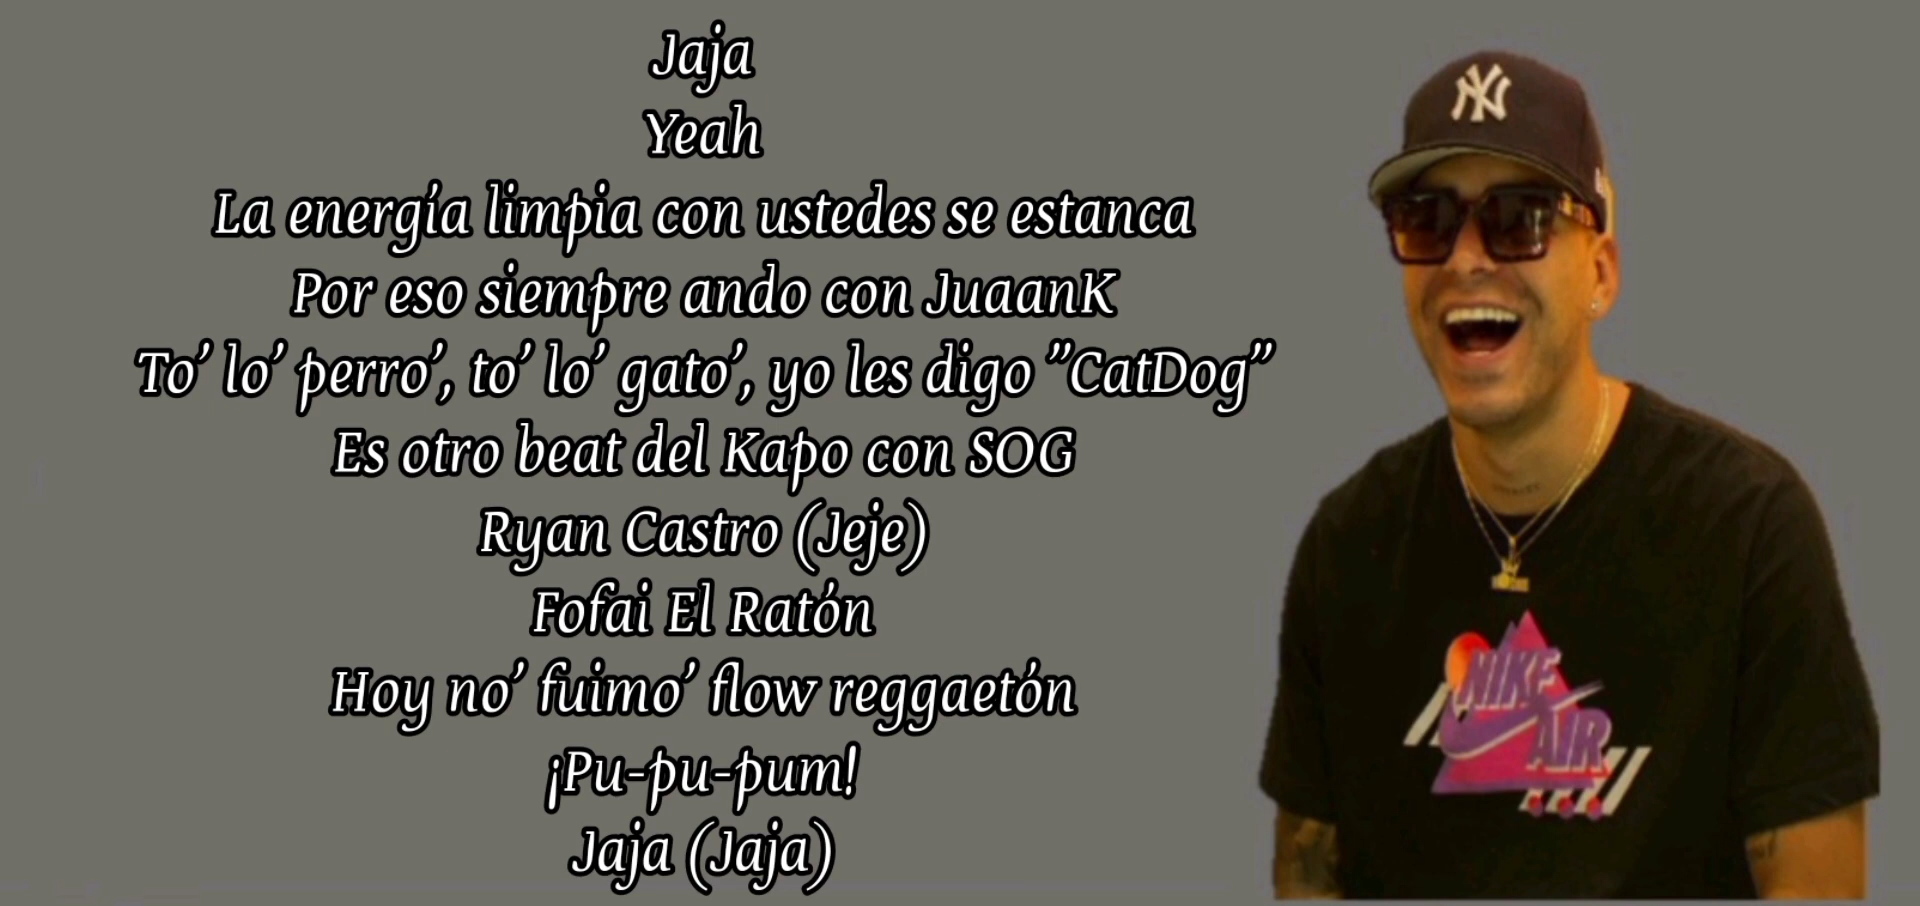 Jaja
Yeah
La energía limpia con ustedes se estanca
Por eso siempre ando con JuaanK
To' lo' perro', to' lo' gato', yo les digo "CatDog"
Es otro beat del Kapo con SOG
Ryan Castro (Jeje)
Fofai El Ratón
Hoy no' fuimo' flow reggaetón
¡Pu-pu-pum!
Jaja (Jaja)
NY
NIKE
AIR